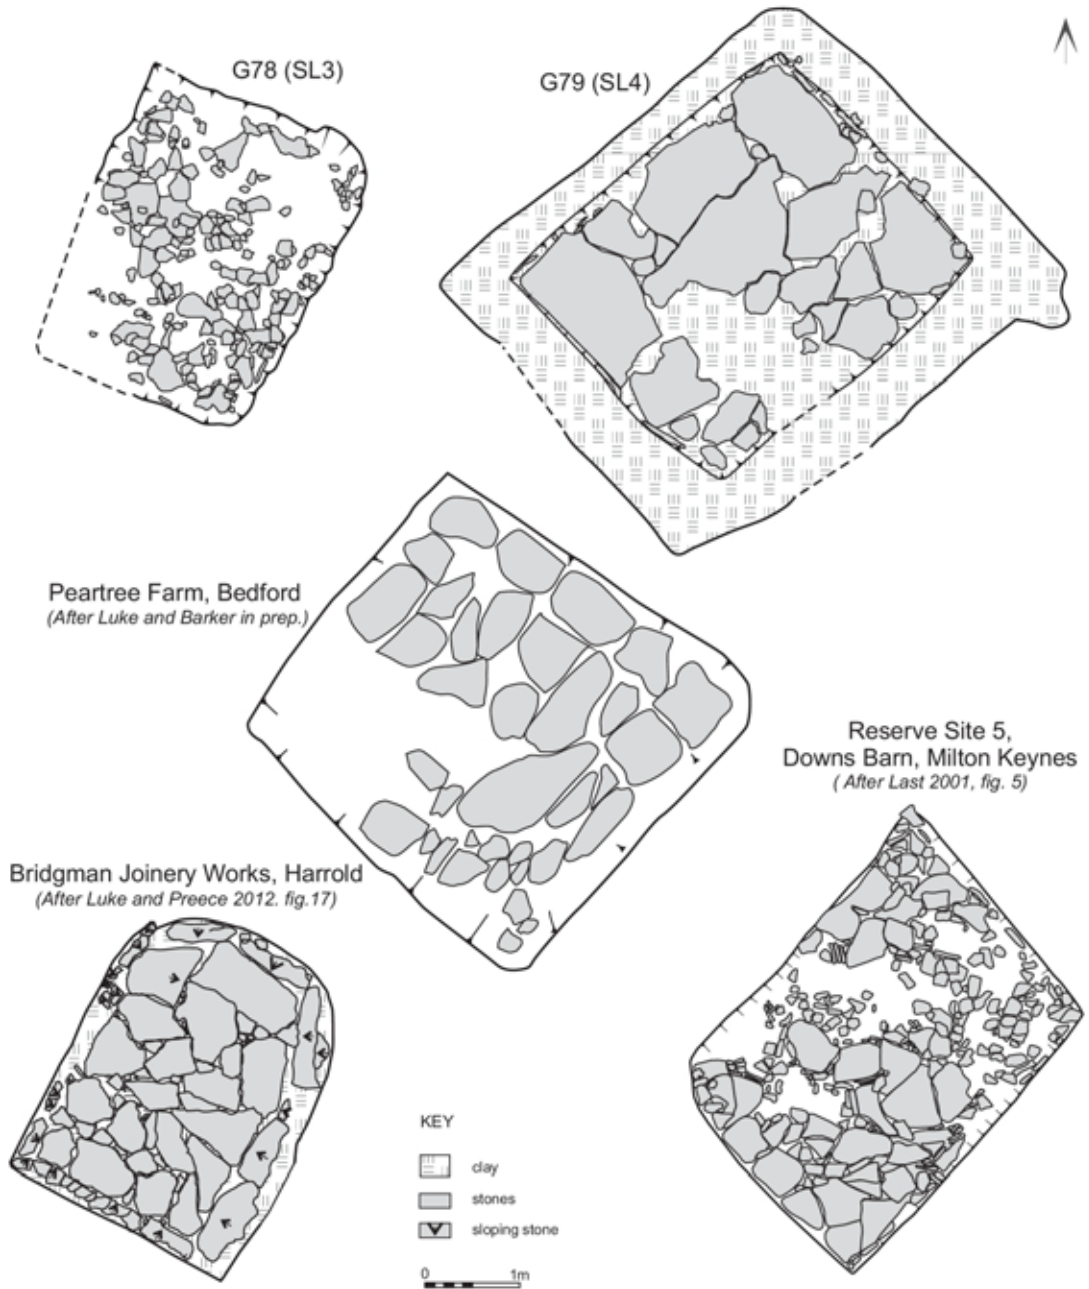 G78 (SL3)
G79 (SL4)
Peartree Farm, Bedford
(After Luke and Barker in prep.)
Reserve Site 5,
Downs Barn, Milton Keynes
( After Last 2001, fig. 5)
Bridgman Joinery Works, Harrold
(After Luke and Preece 2012. fig.17)
KEY
clay
stones
sloping stone
0 1m